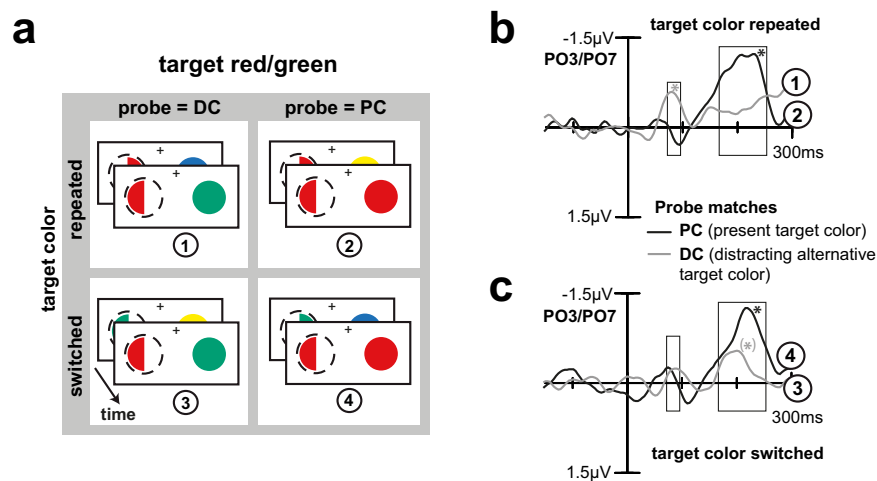 a
target red/green
probe = DC
probe = PC
target color
repeated
switched
+
+
+
+
1
2
+
+
+
+
time
3
4
b
target color repeated
-1.5µV
PO3/PO7
*
*
1
2
300ms
1.5µV
Probe matches
PC (present target color)
DC (distracting alternative
target color)
c
-1.5µV
PO3/PO7
*
(*)
4
3
300ms
1.5µV
target color switched